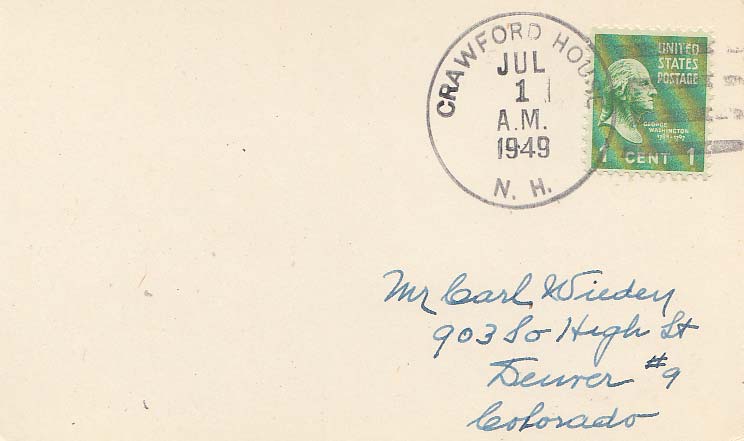 CRAWFORD HOUSE
JUL
1
A.M.
1949
N. H.
UNITED
STATES
POSTAGE
GEORGE
WASHINGTON
1 CENT 1
Mr Carl Wieden
903 So High St
Denver #9
Colorado